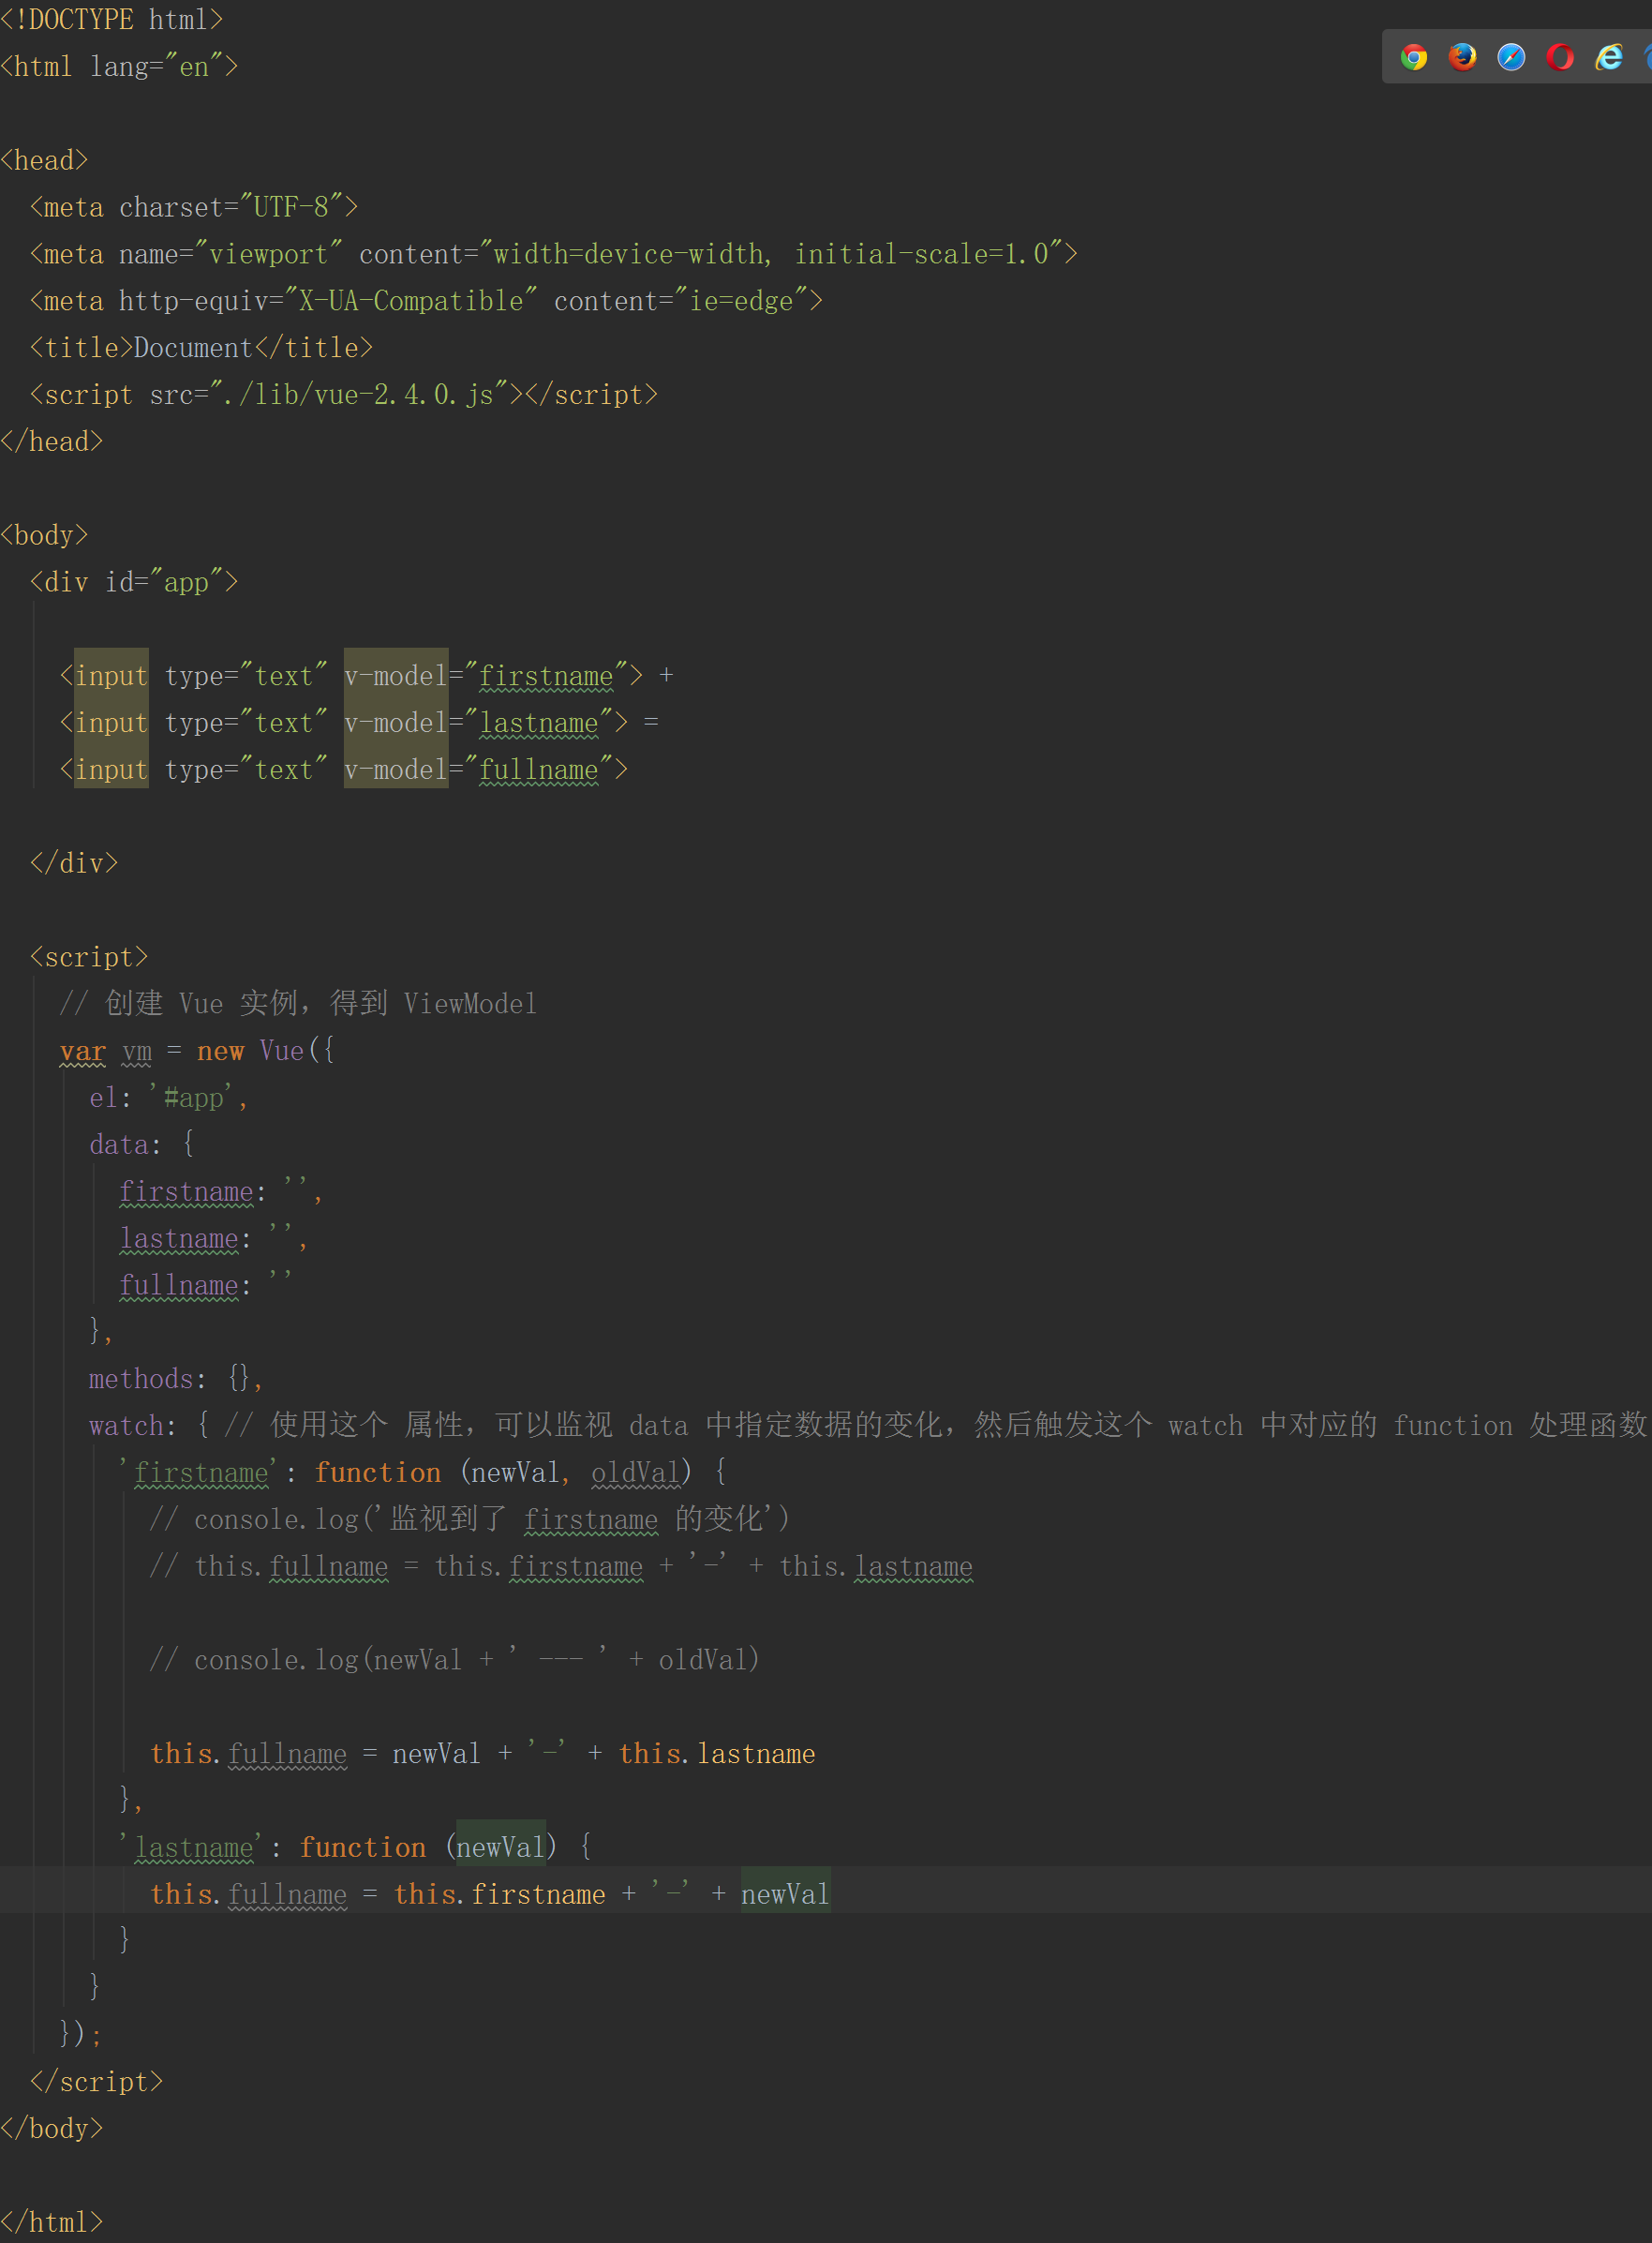 <!DOCTYPE html>
<html lang="en">
<head>
<meta charset="UTF-8">
<meta name="viewport" content="width=device-width, initial-scale=1.0">
<meta http-equiv="X-UA-Compatible" content="ie=edge">
<title>Document</title>
<script src="./lib/vue-2.4.0.js"></script>
</head>
<body>
<div id="app">
<input type="text" v-model="firstname"> +
<input type="text" v-model="lastname"> =
<input type="text" v-model="fullname">
</div>
<script>
// 创建 Vue 实例，得到 ViewModel
var vm = new Vue({
el: '#app',
data: {
firstname: '',
lastname: '',
fullname: ''
},
methods: {},
watch: { // 使用这个 属性，可以监视 data 中指定数据的变化，然后触发这个 watch 中对应的 function 处理函数
'firstname': function (newVal, oldVal) {
// console.log('监视到了 firstname 的变化')
// this.fullname = this.firstname + '-' + this.lastname
// console.log(newVal + ' --- ' + oldVal)
this.fullname = newVal + '-' + this.lastname
},
'lastname': function (newVal) {
this.fullname = this.firstname + '-' + newVal
}
}
});
</script>
</body>
</html>